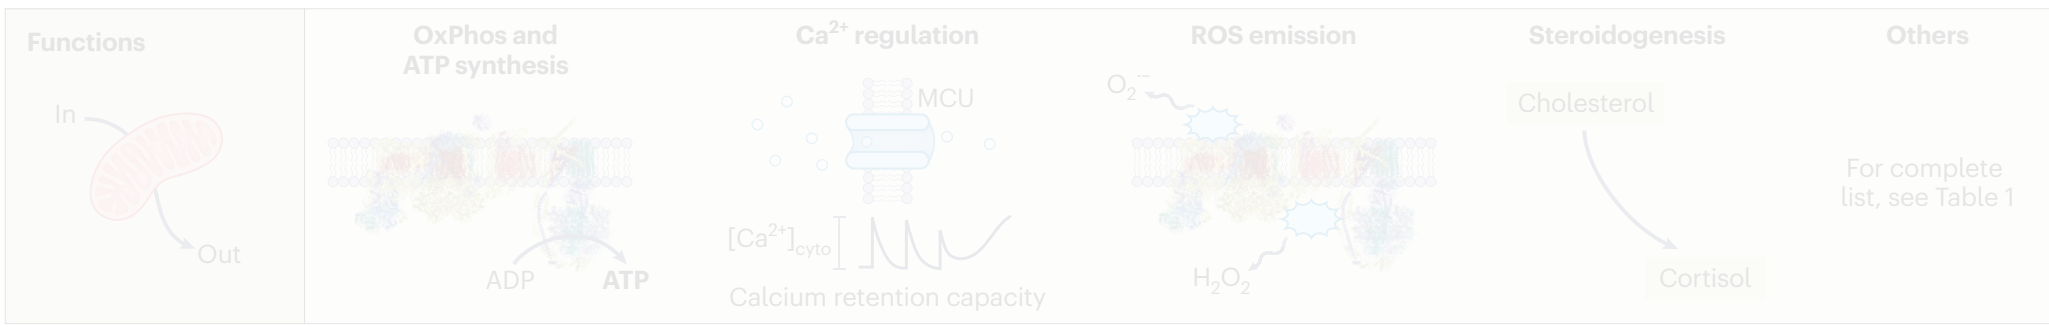 Functions
In
Out
OxPhos and
ATP synthesis
ADP
ATP
Ca²⁺ regulation
MCU
[Ca²⁺]cyto
Calcium retention capacity
ROS emission
O₂⁻
H₂O₂
Steroidogenesis
Cholesterol
Cortisol
Others
For complete
list, see Table 1